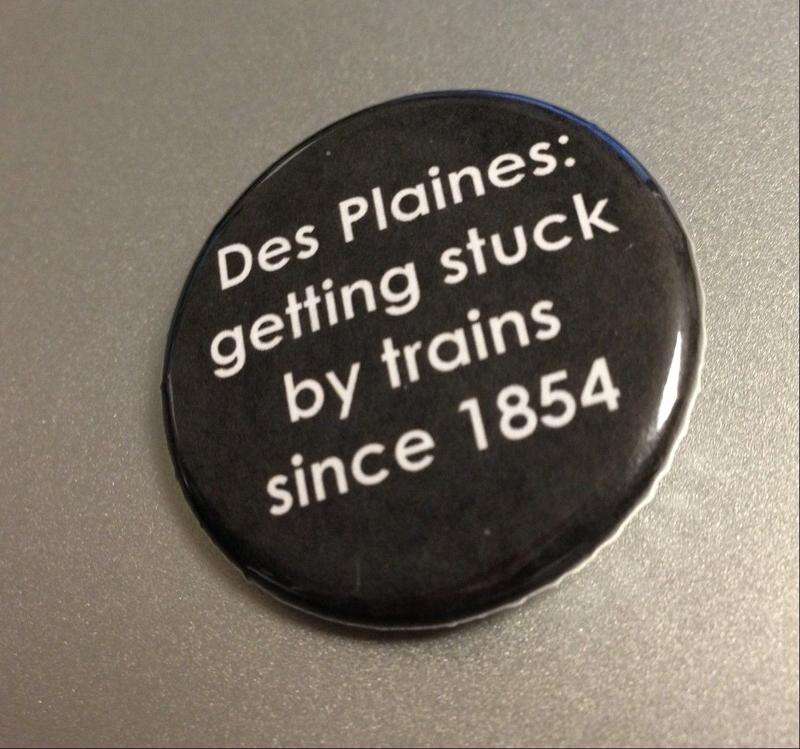 Des Plaines:
getting stuck
by trains
since 1854